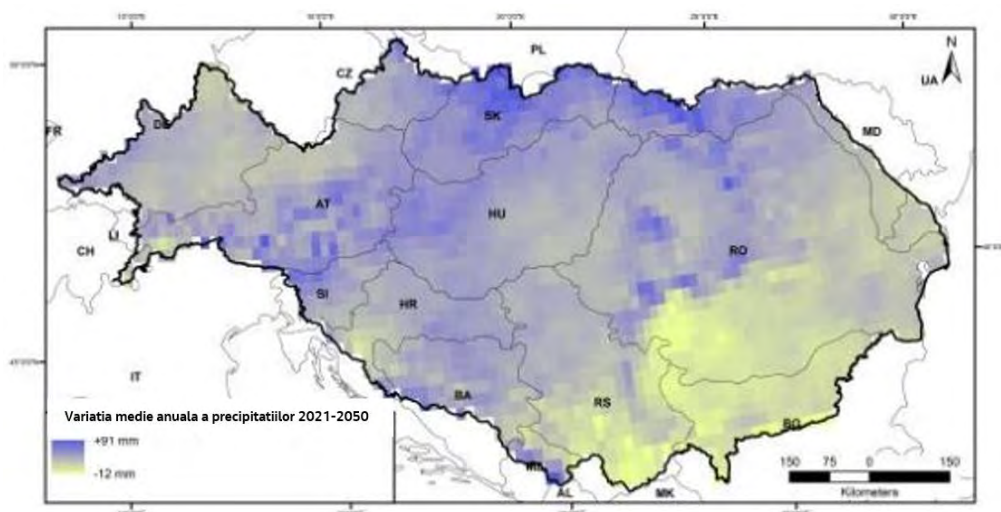 PL
N
CZ
UA
SK
FR
DE
MD
AT
HU
LI
CH
RO
SI
HR
IT
BA
RS
Variatia medie anuala a precipitatiilor 2021-2050
BG
+91 mm
-12 mm
150 75 0 150
Kilometers
AL
MK